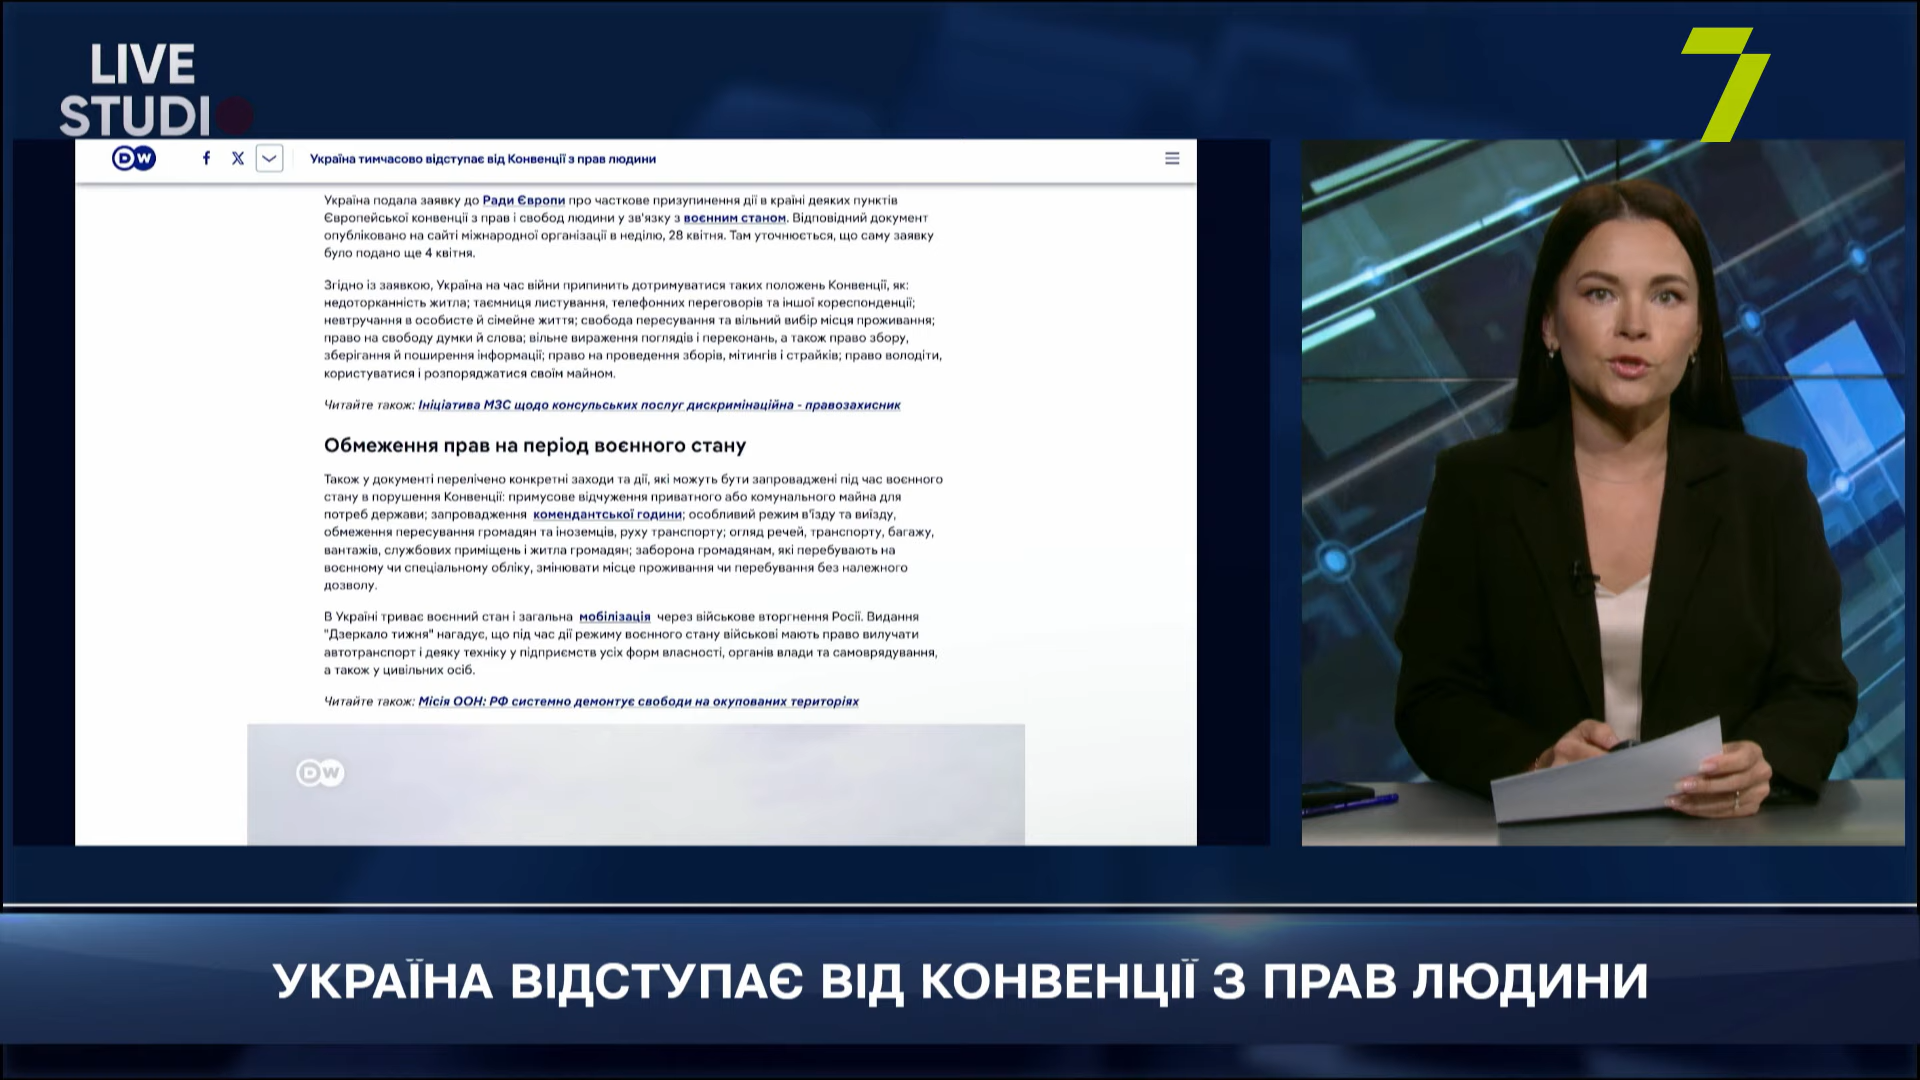 LIVE
STUDIO
7
DW
f X
Україна тимчасово відступає від Конвенції з прав людини
Україна подала заявку до Ради Європи про часткове призупинення дії в країні деяких пунктів
Європейської конвенції з прав і свобод людини у зв'язку з воєнним станом. Відповідний документ
опубліковано на сайті міжнародної організації в неділю, 28 квітня. Там уточнюється, що саму заявку
було подано ще 4 квітня.
Згідно із заявкою, Україна на час війни припинить дотримуватися таких положень Конвенції, як:
недоторканність житла; таємниця листування, телефонних переговорів та іншої кореспонденції;
невтручання в особисте й сімейне життя; свобода пересування та вільний вибір місця проживання;
право на свободу думки й слова; вільне вираження поглядів і переконань, а також право збору,
зберігання й поширення інформації; право на проведення зборів, мітингів і страйків; право володіти,
користуватися і розпоряджатися своїм майном.
Читайте також: Ініціатива МЗС щодо консульських послуг дискримінаційна - правозахисник
Обмеження прав на період воєнного стану
Також у документі перелічено конкретні заходи та дії, які можуть бути запроваджені під час воєнного
стану в порушення Конвенції: примусове відчуження приватного або комунального майна для
потреб держави; запровадження комендантської години; особливий режим в'їзду та виїзду,
обмеження пересування громадян та іноземців, руху транспорту; огляд речей, транспорту, багажу,
вантажів, службових приміщень і житла громадян; заборона громадянам, які перебувають на
воєнному чи спеціальному обліку, змінювати місце проживання чи перебування без належного
дозволу.
В Україні триває воєнний стан і загальна мобілізація через військове вторгнення Росії. Видання
"Дзеркало тижня" нагадує, що під час дії режиму воєнного стану військові мають право вилучати
автотранспорт і деяку техніку у підприємств усіх форм власності, органів влади та самоврядування,
а також у цивільних осіб.
Читайте також: Місія ООН: РФ системно демонтує свободи на окупованих територіях
DW
УКРАЇНА ВІДСТУПАЄ ВІД КОНВЕНЦІЇ З ПРАВ ЛЮДИНИ